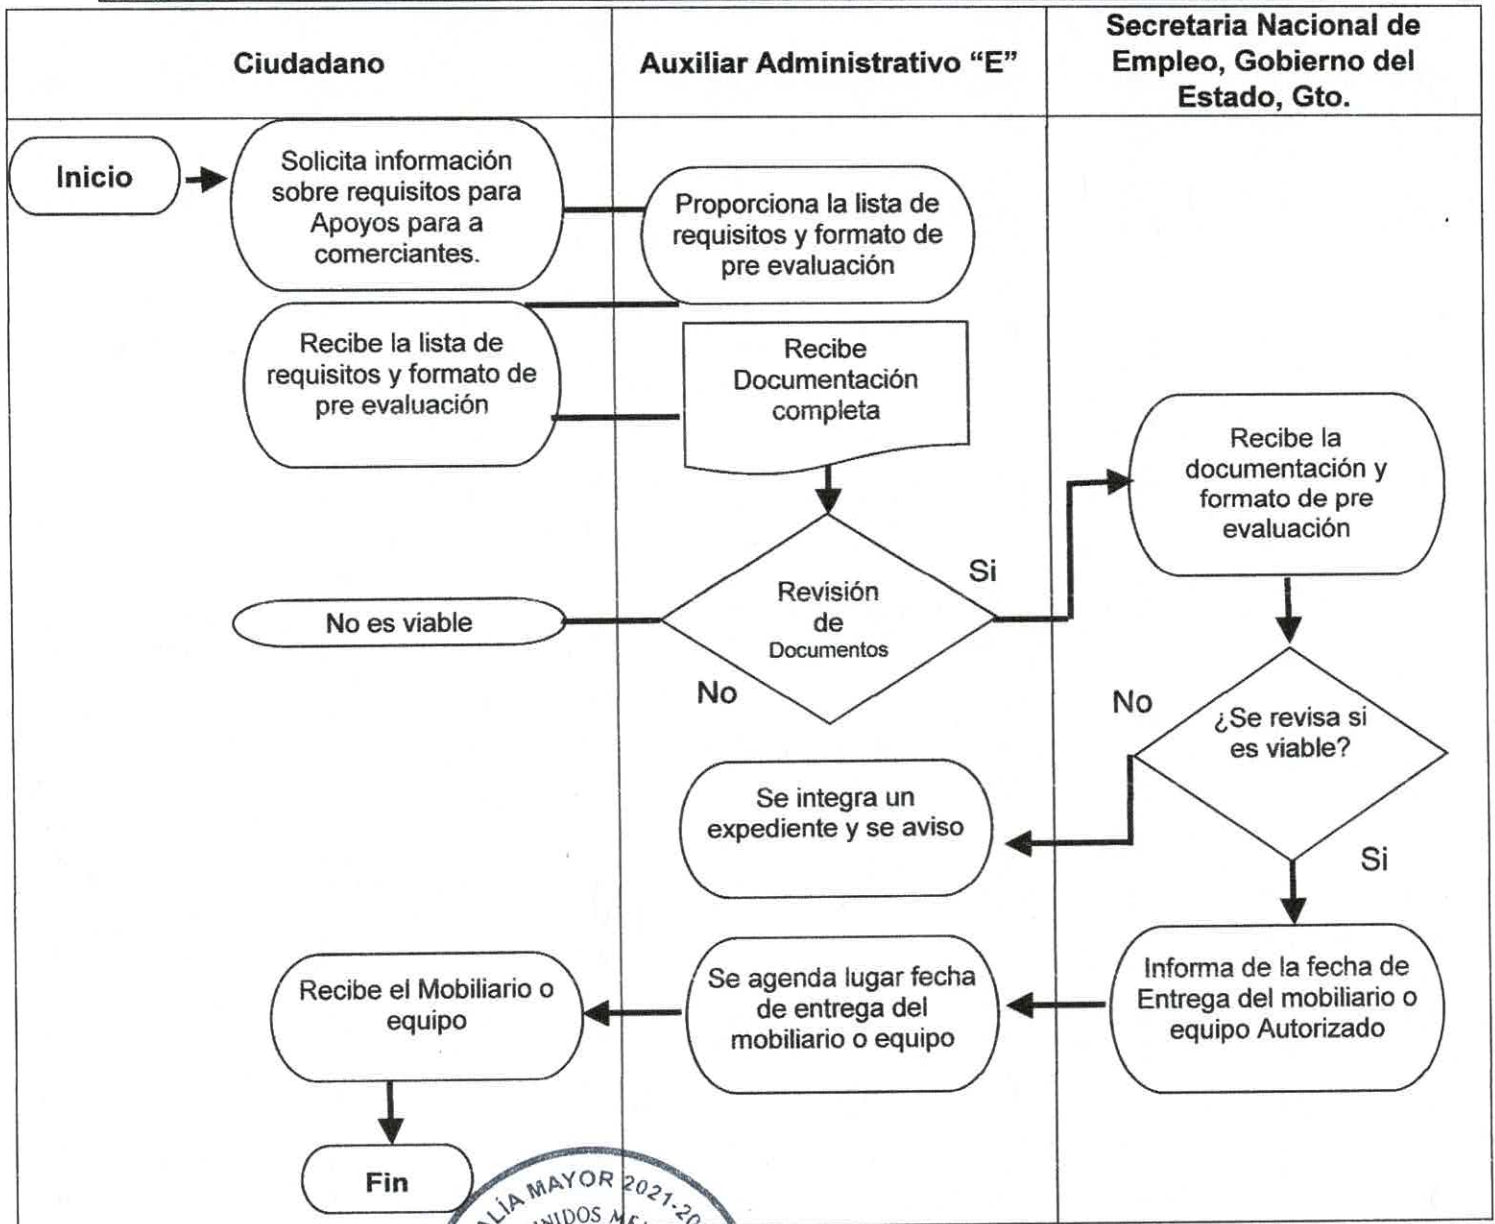 Ciudadano
Auxiliar Administrativo “E”
Secretaria Nacional de
Empleo, Gobierno del
Estado, Gto.
Inicio
Solicita información
sobre requisitos para
Apoyos para a
comerciantes.
Proporciona la lista de
requisitos y formato de
pre evaluación
Recibe la lista de
requisitos y formato de
pre evaluación
Recibe
Documentación
completa
Recibe la
documentación y
formato de pre
evaluación
Si
Revisión
de
Documentos
No es viable
No
No
¿Se revisa si
es viable?
Se integra un
expediente y se aviso
Si
Informa de la fecha de
Entrega del mobiliario o
equipo Autorizado
Se agenda lugar fecha
de entrega del
mobiliario o equipo
Recibe el Mobiliario o
equipo
Fin
MAYOR 2021-20